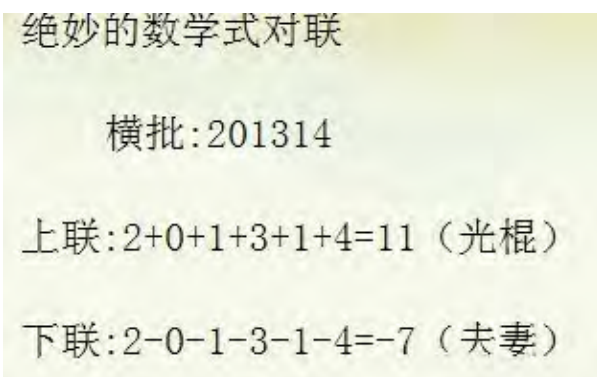 绝妙的数学式对联
横批:201314
上联:2+0+1+3+1+4=11（光棍）
下联:2-0-1-3-1-4=-7（夫妻）